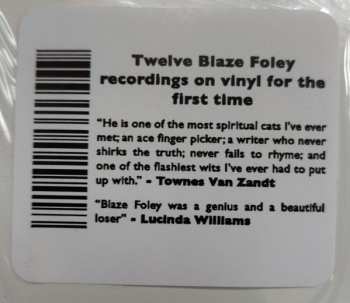 Twelve Blaze Foley
recordings on vinyl for the
first time
“He is one of the most spiritual cats I've ever
met; an ace finger picker; a writer who never
shirks the truth; never fails to rhyme; and
one of the flashiest wits I've ever had to put
up with.” - Townes Van Zandt
“Blaze Foley was a genius and a beautiful
loser” - Lucinda Williams